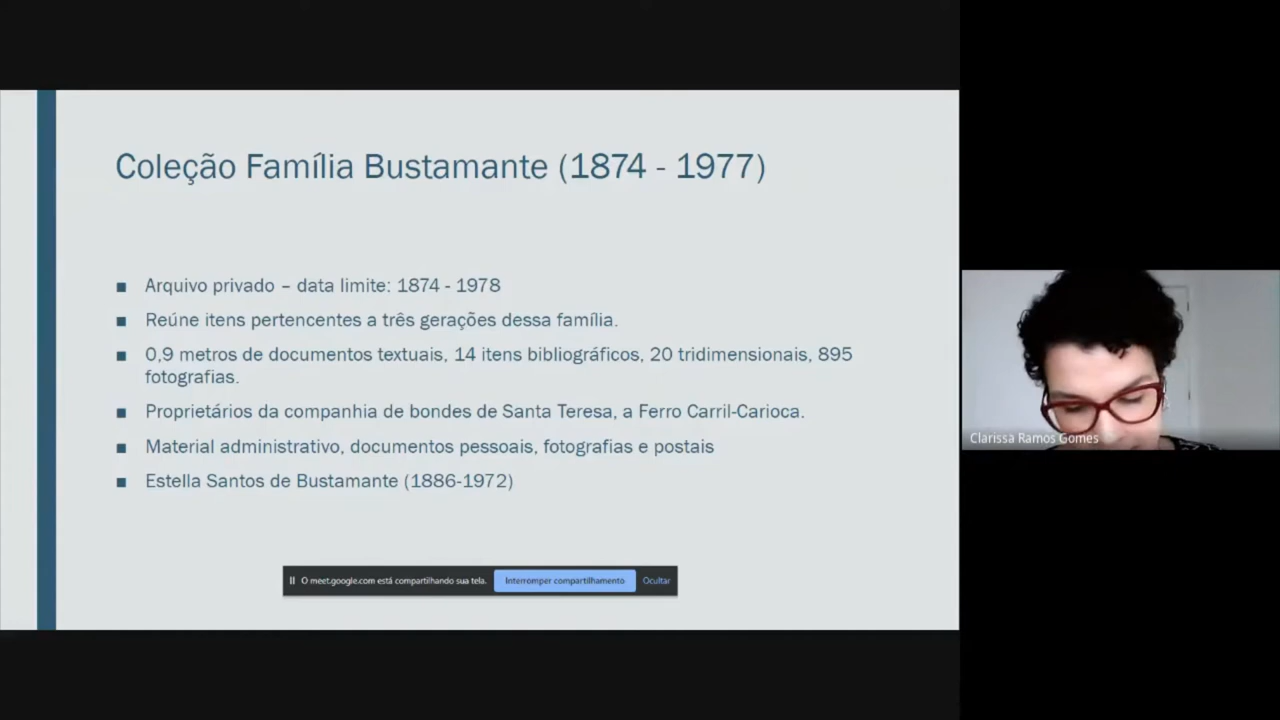 Coleção Família Bustamante (1874 - 1977)
■ Arquivo privado – data limite: 1874 - 1978
■ Reúne itens pertencentes a três gerações dessa família.
■ 0,9 metros de documentos textuais, 14 itens bibliográficos, 20 tridimensionais, 895
fotografias.
■ Proprietários da companhia de bondes de Santa Teresa, a Ferro Carril-Carioca.
■ Material administrativo, documentos pessoais, fotografias e postais
■ Estella Santos de Bustamante (1886-1972)
O meet.google.com está compartilhando sua tela. Interromper compartilhamento Ocultar
Clarissa Ramos Gomes